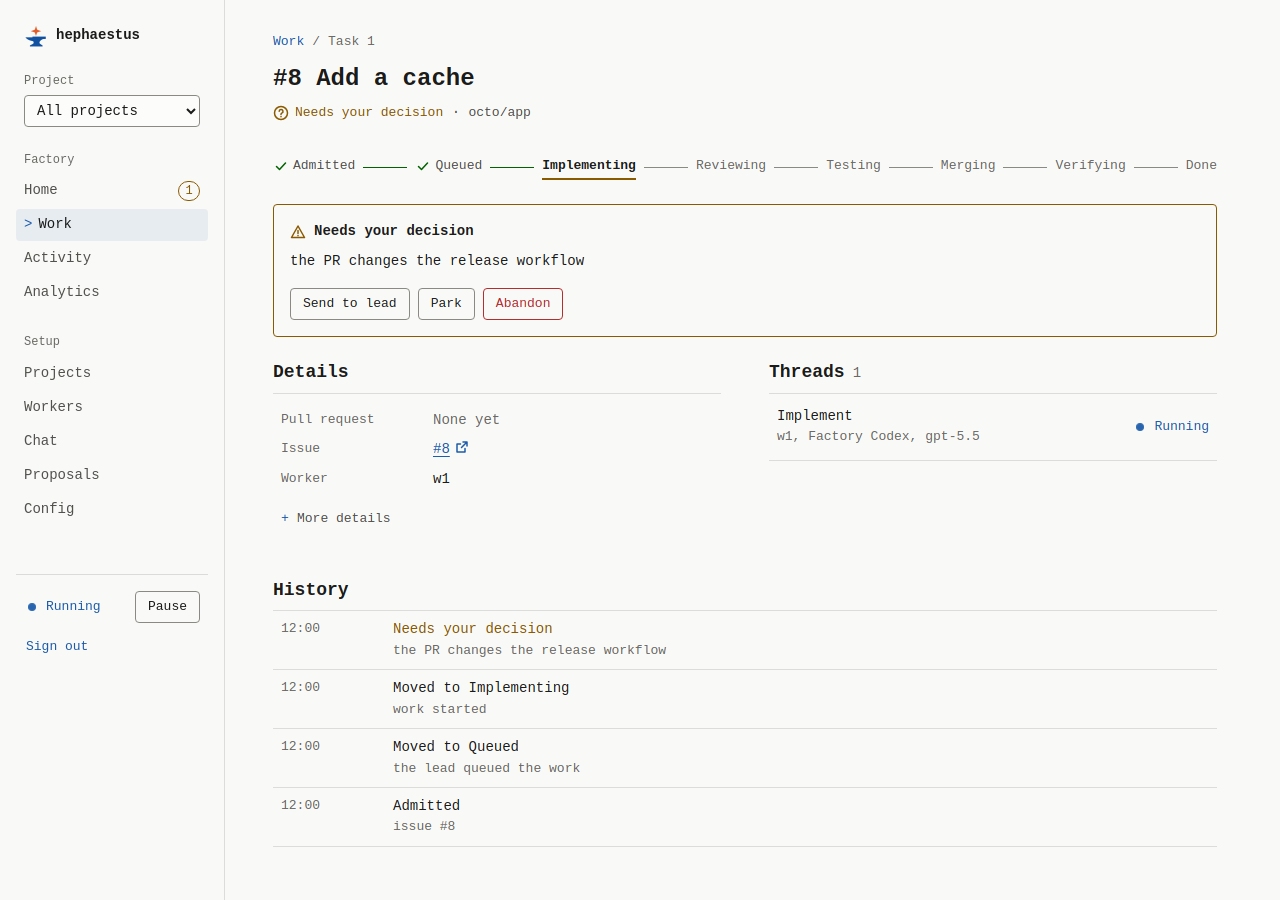 hephaestus
Project
All projects
Factory
Home 1
> Work
Activity
Analytics
Setup
Projects
Workers
Chat
Proposals
Config
Running Pause
Sign out
Work / Task 1
#8 Add a cache
Needs your decision · octo/app
Admitted Queued Implementing Reviewing Testing Merging Verifying Done
Needs your decision
the PR changes the release workflow
Send to lead Park Abandon
Details
Pull request None yet
Issue #8
Worker w1
+ More details
Threads 1
Implement
w1, Factory Codex, gpt-5.5
Running
History
12:00 Needs your decision
the PR changes the release workflow
12:00 Moved to Implementing
work started
12:00 Moved to Queued
the lead queued the work
12:00 Admitted
issue #8